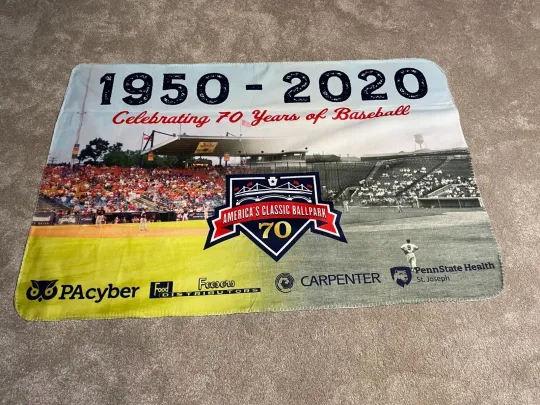 1950 - 2020
Celebrating 70 Years of Baseball
AMERICA'S CLASSIC BALLPARK
70
PAcyber
Food
DISTRIBUTORS
CARPENTER
PennState Health
St. Joseph